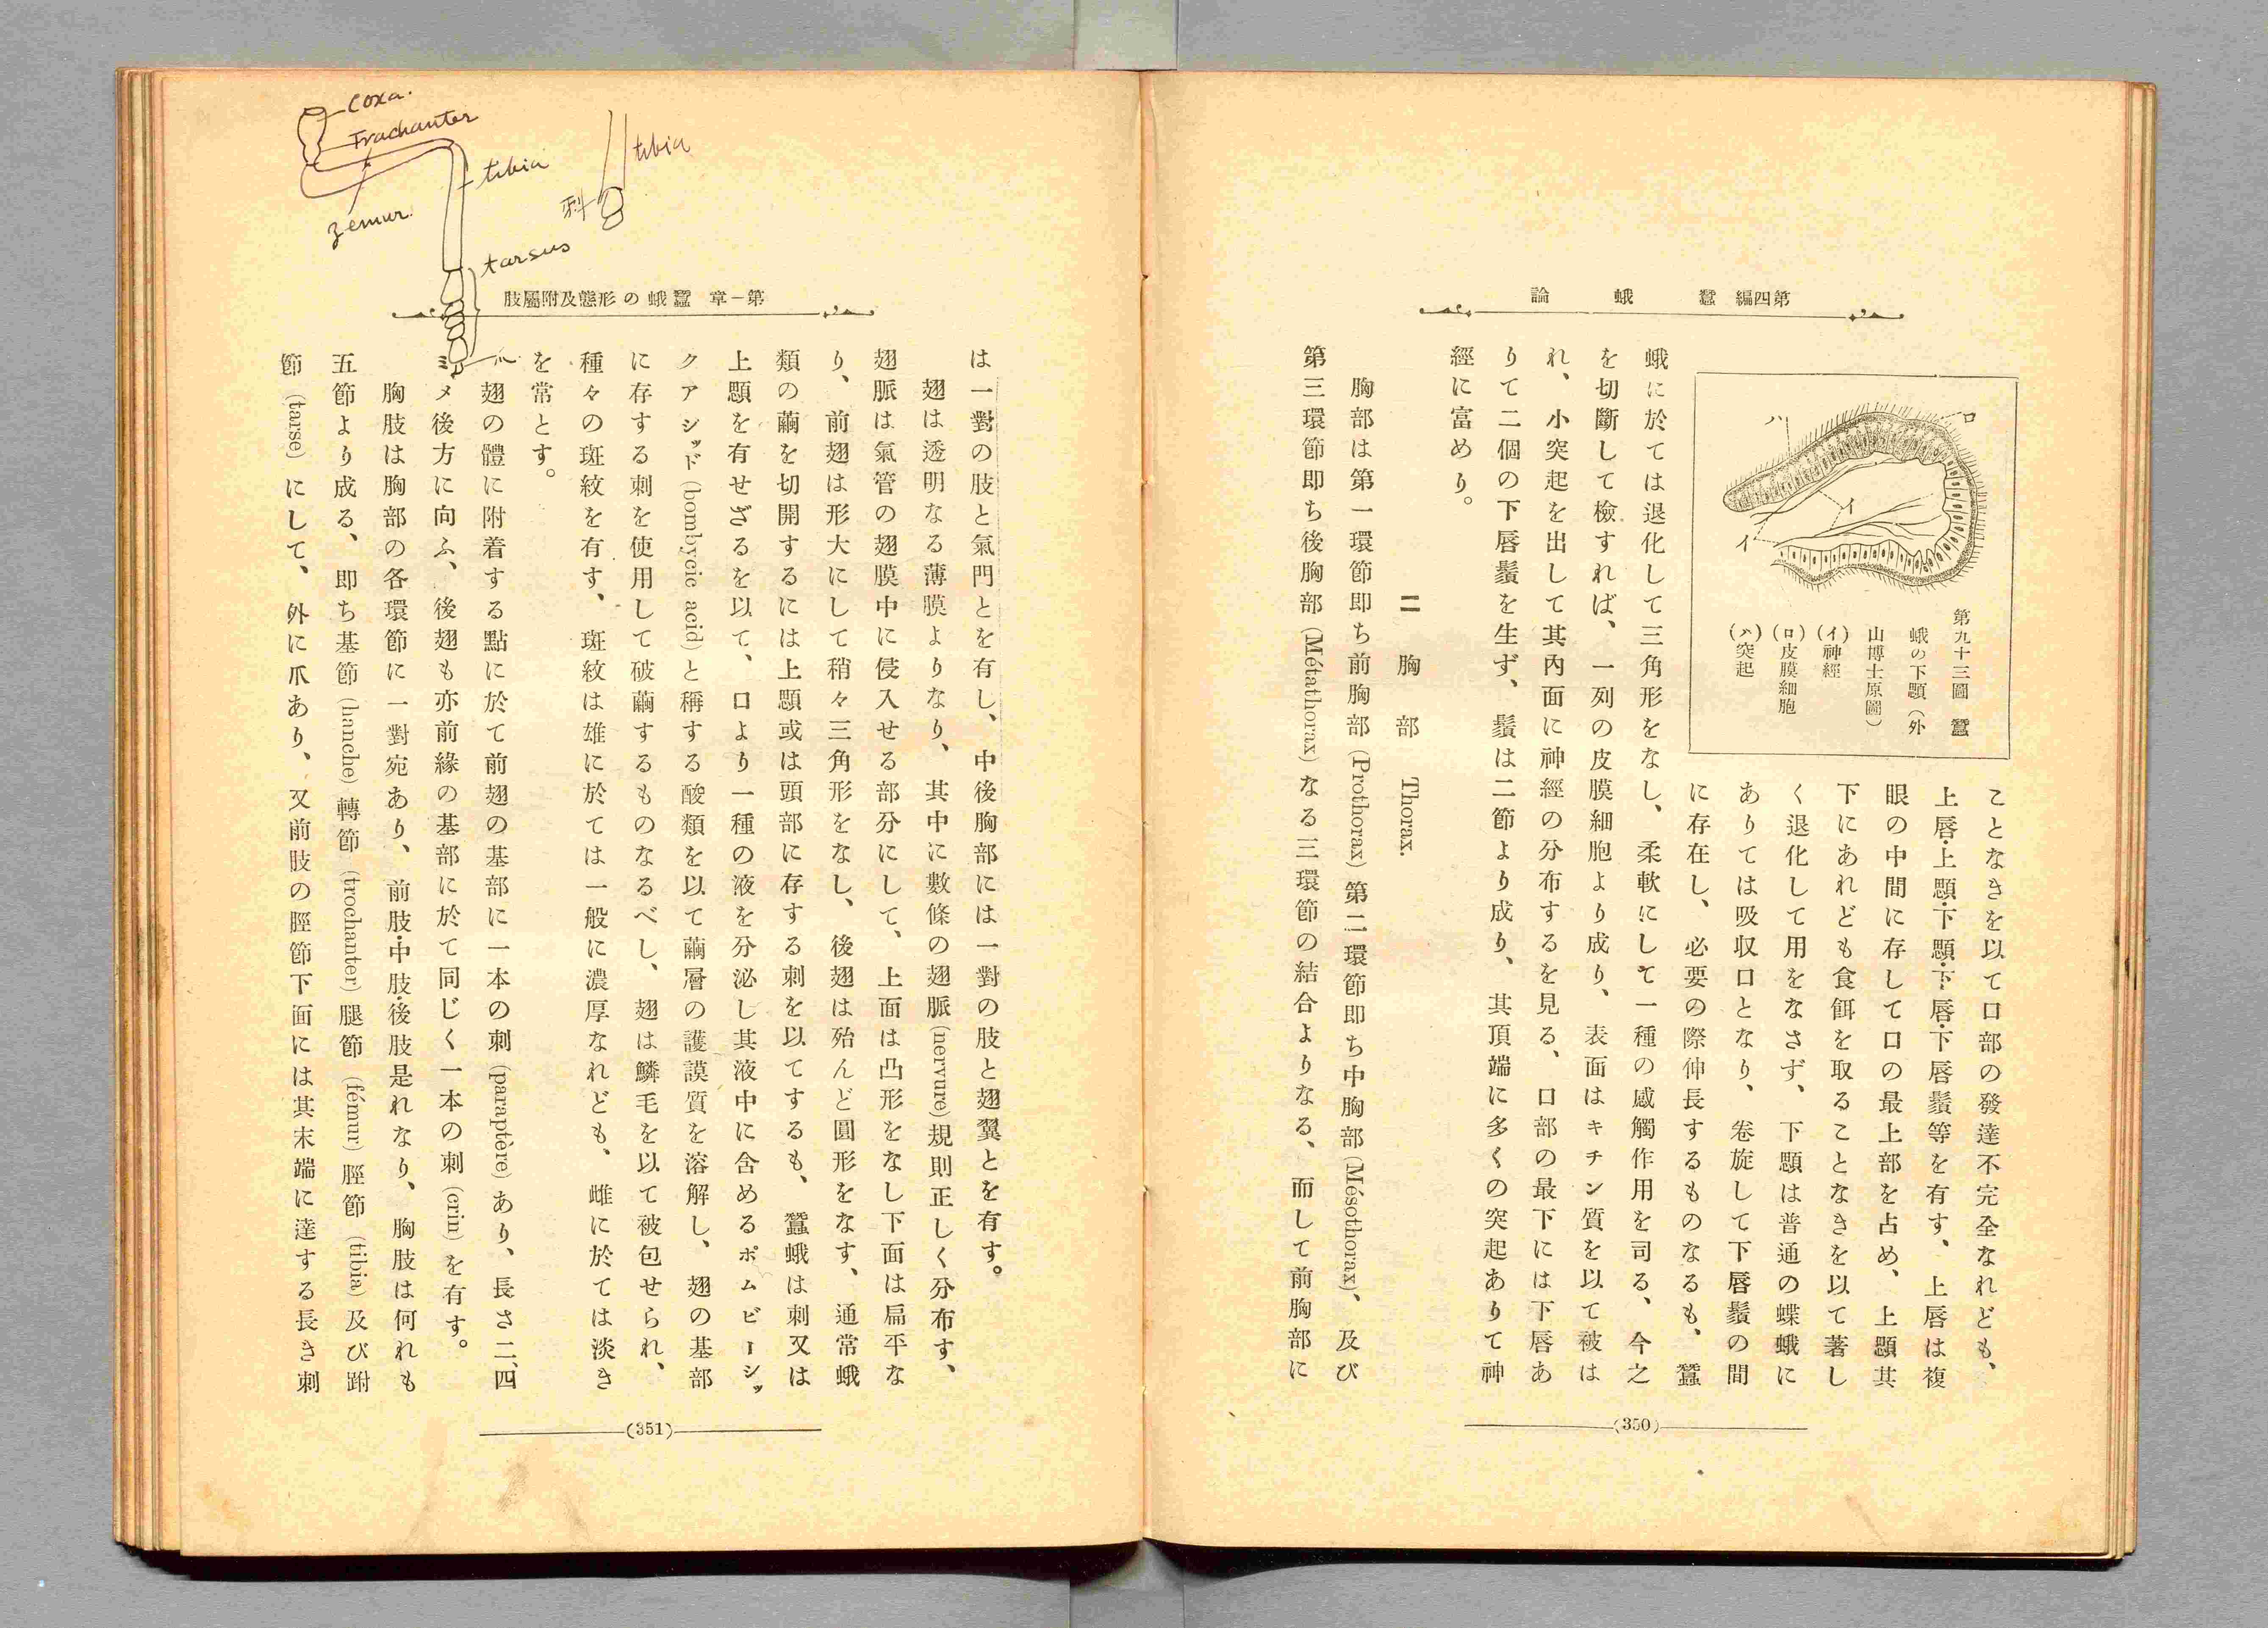 第四編　蠶　蛾　論
ロ
ハ
イ
イ
第九十三圖　蠶
蛾の下顋（外
山博士原圖）
(イ)神經
(ロ)皮膜細胞
(ハ)突起
ことなきを以て口部の發達不完全なれども、
上唇・上顋・下顋・下唇・下唇鬚等を有す、上唇は複
眼の中間に存して口の最上部を占め、上顋其
下にあれども食餌を取ることなきを以て著し
く退化して用をなさず、下顋は普通の蝶蛾に
ありては吸収口となり、卷旋して下唇鬚の間
に存在し、必要の際伸長するものなるも、蠶
蛾に於ては退化して三角形をなし、柔軟にして一種の感觸作用を司る、今之
を切斷して檢すれば、一列の皮膜細胞より成り、表面はキチン質を以て被は
れ、小突起を出して其內面に神經の分布するを見る、口部の最下には下唇あ
りて二個の下唇鬚を生ず、鬚は二節より成り、其頂端に多くの突起ありて神
經に富めり。
二　胸　部　Thorax.
胸部は第一環節即ち前胸部 (Prothorax) 第二環節即ち中胸部 (Mésothorax)、及び
第三環節即ち後胸部 (Métathorax) なる三環節の結合よりなる、而して前胸部に
(350)
coxa.
Trachanter
tibia
zemur.
tarsus
tibia
第一章　蠶蛾の形態及附屬肢
は一對の肢と氣門とを有し、中後胸部には一對の肢と翅翼とを有す。
翅は透明なる薄膜よりなり、其中に數條の翅脈 (nervure) 規則正しく分布す、
翅脈は氣管の翅膜中に侵入せる部分にして、上面は凸形をなし下面は扁平な
り、前翅は形大にして稍々三角形をなし、後翅は殆んど圓形をなす、通常蛾
類の繭を切開するには上顋或は頭部に存する刺を以てするも、蠶蛾は刺又は
上顋を有せざるを以て、口より一種の液を分泌し其液中に含めるボムビーシッ
クアシッド (bombycic acid) と稱する酸類を以て繭層の護謨質を溶解し、翅の基部
に存する刺を使用して破繭するものなるべし、翅は鱗毛を以て被包せられ、
種々の斑紋を有す、斑紋は雄に於ては一般に濃厚なれども、雌に於ては淡き
を常とす。
翅の體に附着する點に於て前翅の基部に一本の刺 (paraptère) あり、長さ二、四
ミメ後方に向ふ、後翅も亦前緣の基部に於て同じく一本の刺 (crin) を有す。
胸肢は胸部の各環節に一對宛あり、前肢・中肢・後肢是れなり、胸肢は何れも
五節より成る、即ち基節 (hanche) 轉節 (trochanter) 腿節 (fémur) 脛節 (tibia) 及び跗
節 (tarse) にして、外に爪あり、又前肢の脛節下面には其末端に達する長き刺
(351)